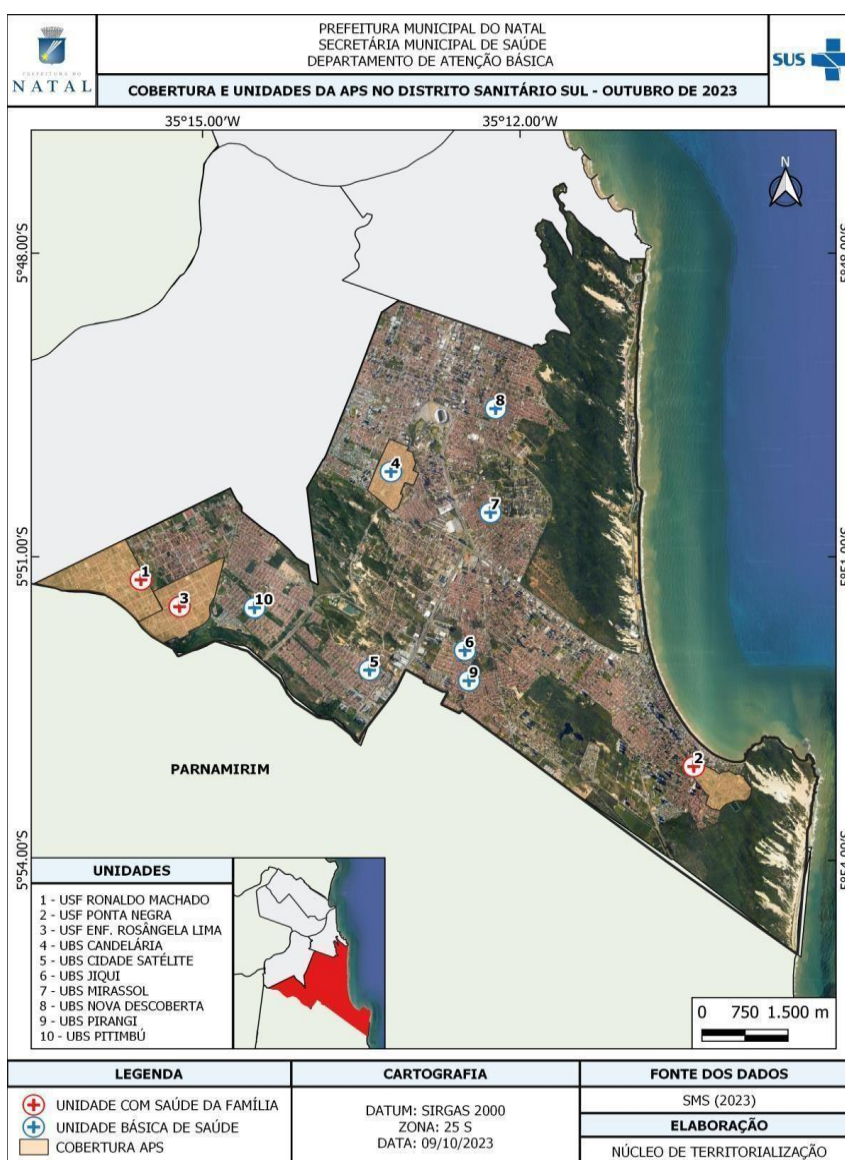 PREFEITURA DO
NATAL
PREFEITURA MUNICIPAL DO NATAL
SECRETÁRIA MUNICIPAL DE SAÚDE
DEPARTAMENTO DE ATENÇÃO BÁSICA
COBERTURA E UNIDADES DA APS NO DISTRITO SANITÁRIO SUL - OUTUBRO DE 2023
SUS
35°15.00'W 35°12.00'W
N
5°48.00'S 5°48.00'S
8
4
7
5°51.00'S 5°51.00'S
1
3
10
6
5
9
2
PARNAMIRIM
5°54.00'S 5°54.00'S
UNIDADES
1 - USF RONALDO MACHADO
2 - USF PONTA NEGRA
3 - USF ENF. ROSÂNGELA LIMA
4 - UBS CANDELÁRIA
5 - UBS CIDADE SATÉLITE
6 - UBS JIQUI
7 - UBS MIRASSOL
8 - UBS NOVA DESCOBERTA
9 - UBS PIRANGI
10 - UBS PITIMBÚ
0 750 1.500 m
LEGENDA
UNIDADE COM SAÚDE DA FAMÍLIA
UNIDADE BÁSICA DE SAÚDE
COBERTURA APS
CARTOGRAFIA
DATUM: SIRGAS 2000
ZONA: 25 S
DATA: 09/10/2023
FONTE DOS DADOS
SMS (2023)
ELABORAÇÃO
NÚCLEO DE TERRITORIALIZAÇÃO